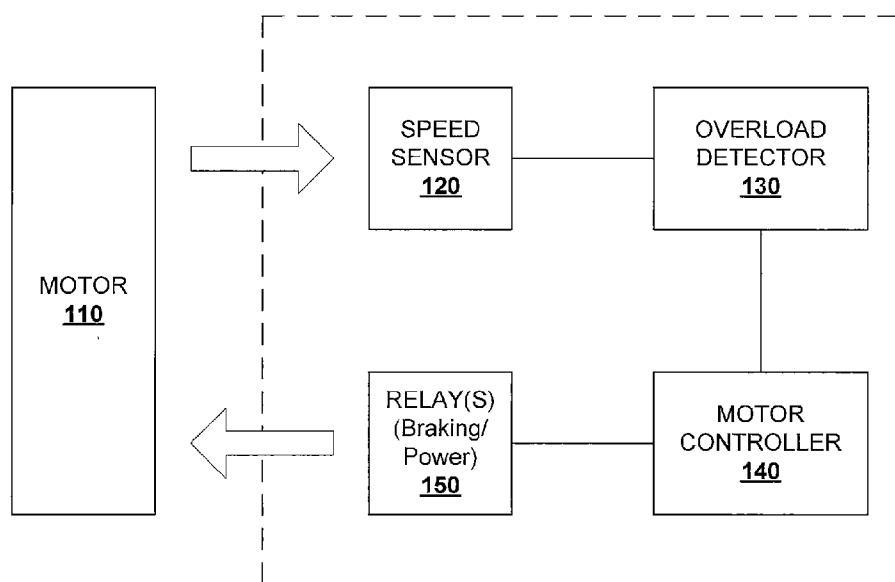 MOTOR
110
SPEED
SENSOR
120
OVERLOAD
DETECTOR
130
RELAY(S)
(Braking/
Power)
150
MOTOR
CONTROLLER
140